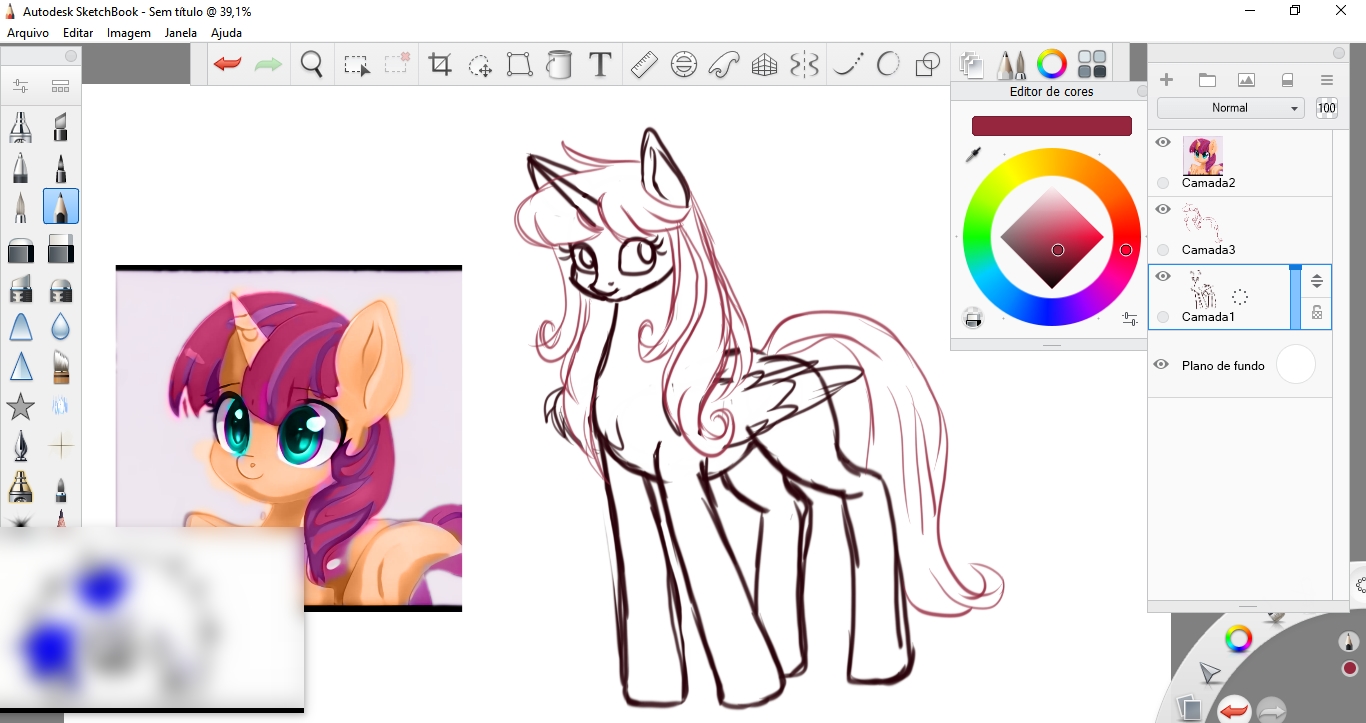 Autodesk SketchBook - Sem título @ 39,1%
Arquivo Editar Imagem Janela Ajuda
T
Editor de cores
Normal 100
Camada2
Camada3
Camada1
Plano de fundo